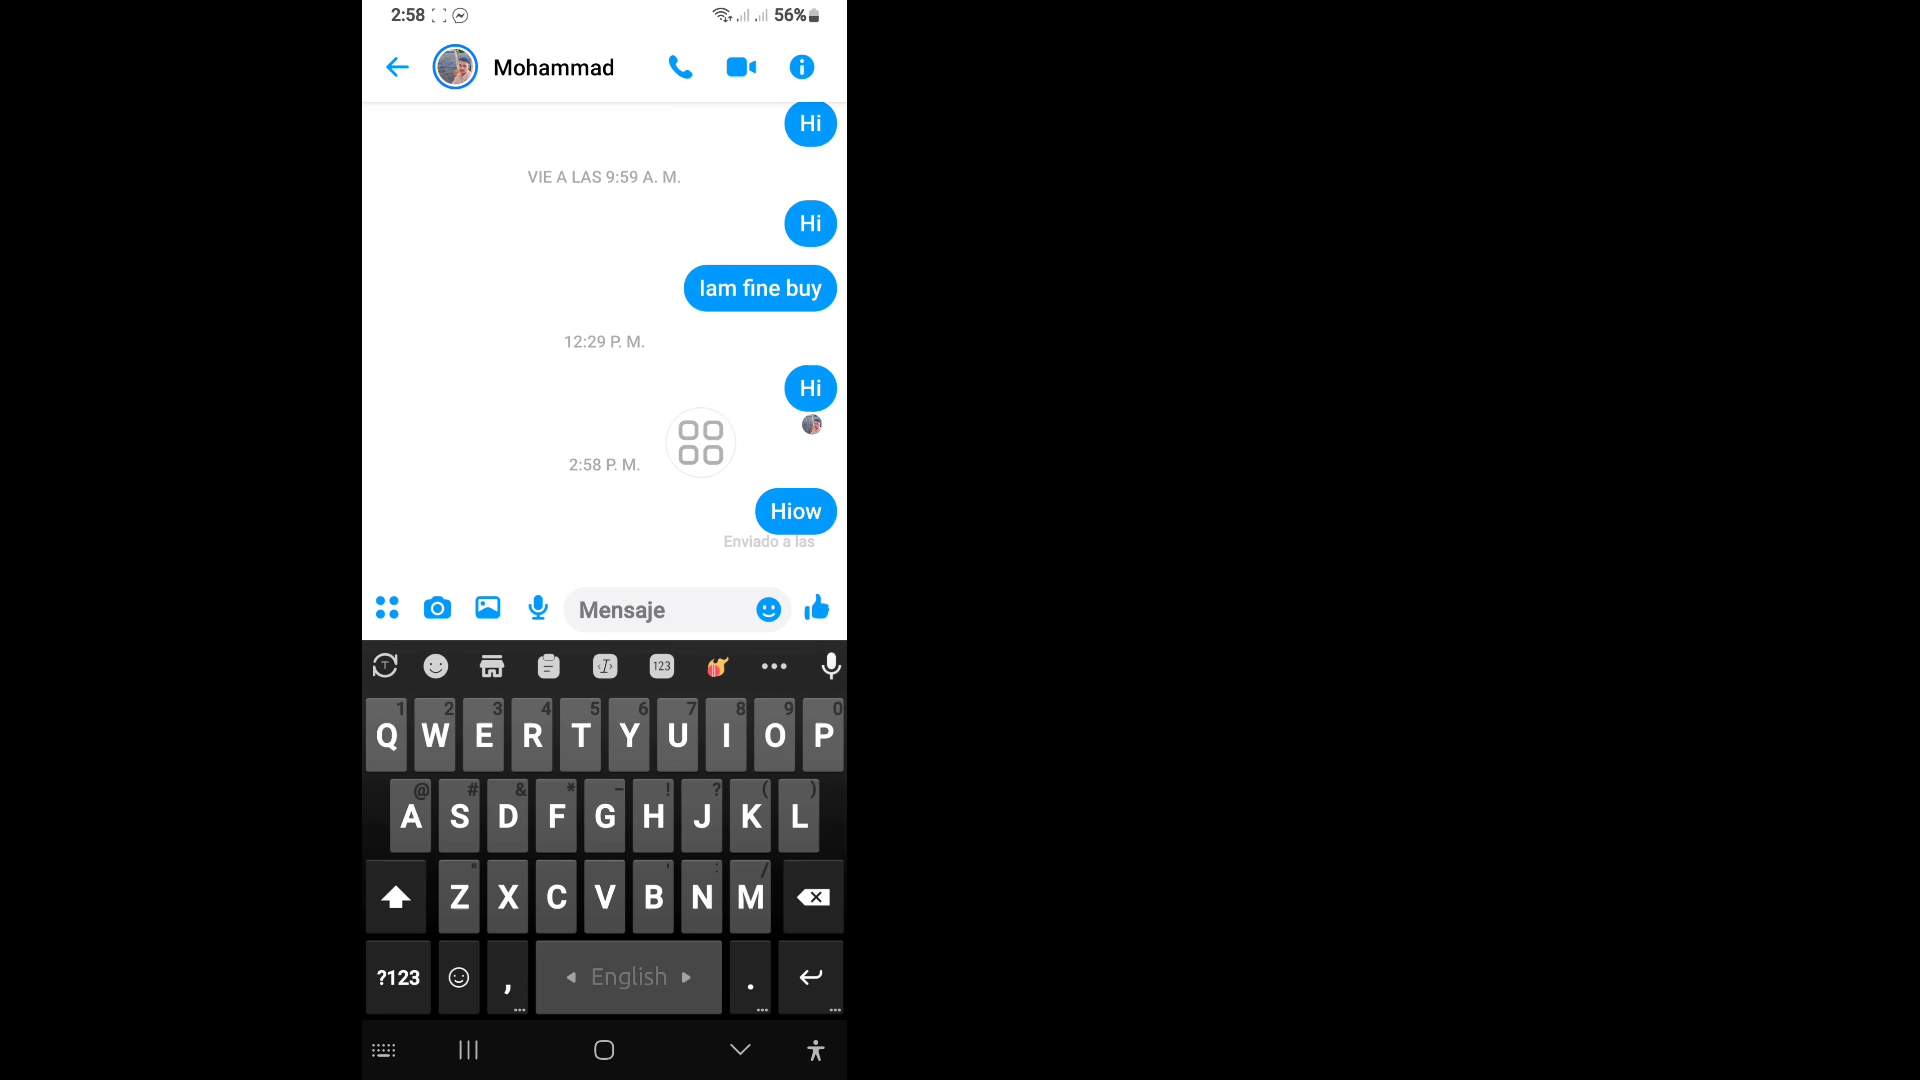 2:58 56%
Mohammad
Hi
VIE A LAS 9:59 A. M.
Hi
Iam fine buy
12:29 P. M.
Hi
2:58 P. M.
Hiow
Enviado a las
Mensaje
T 123
1 2 3 4 5 6 7 8 9 0
Q W E R T Y U I O P
@ # & * - ! ? ( )
A S D F G H J K L
" ' : /
Z X C V B N M
?123 , English .